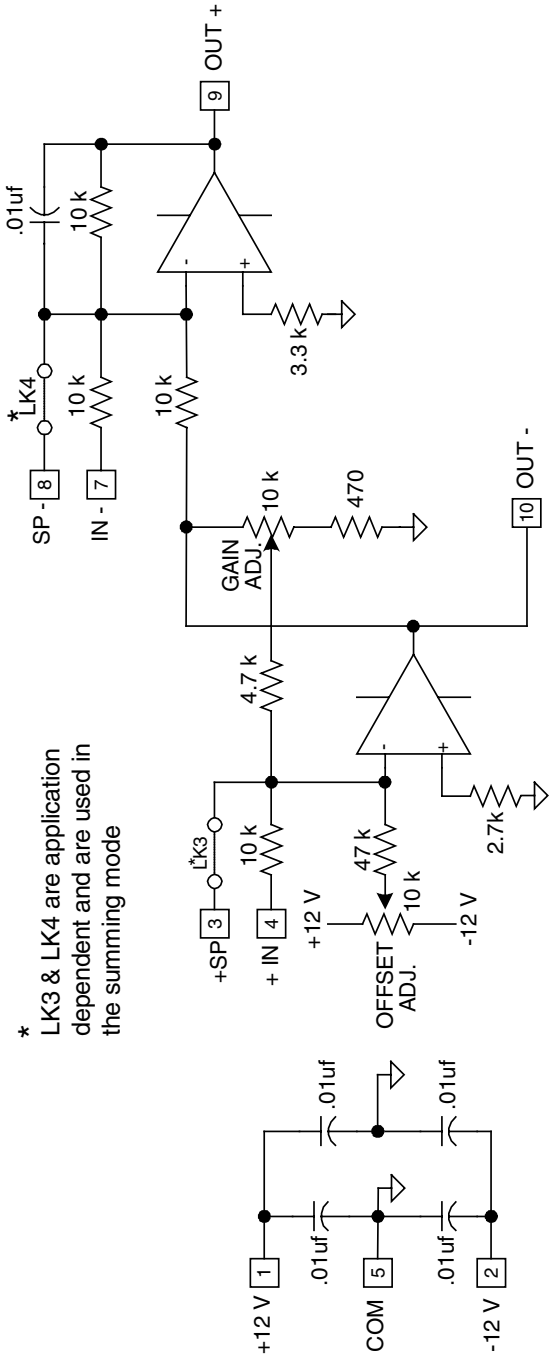 *
LK3 & LK4 are application
dependent and are used in
the summing mode
+12 V
1
COM
5
-12 V
2
.01uf
.01uf
.01uf
.01uf
+SP
3
*
LK3
+ IN
4
10 k
4.7 k
+12 V
OFFSET
ADJ.
10 k
-12 V
47 k
-
+
2.7k
GAIN
ADJ.
10 k
470
10
OUT -
SP -
8
*
LK4
IN -
7
10 k
10 k
.01uf
10 k
-
+
3.3 k
9
OUT +